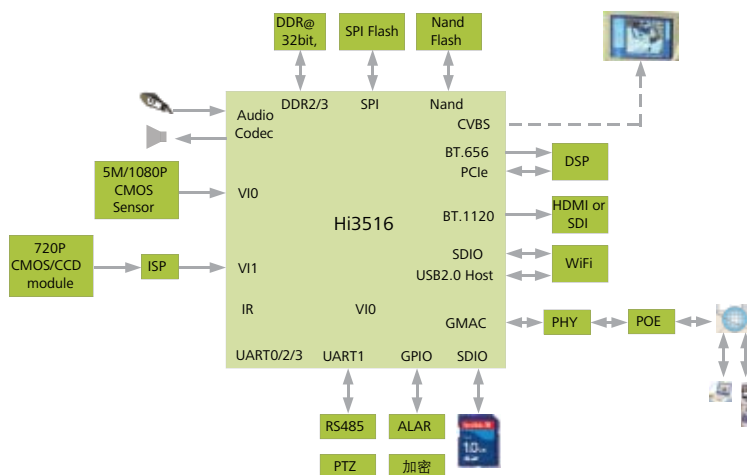 DDR@
32bit,
SPI Flash
Nand
Flash
DDR2/3
SPI
Nand
Audio
Codec
CVBS
BT.656
PCIe
DSP
5M/1080P
CMOS
Sensor
VI0
Hi3516
BT.1120
HDMI or
SDI
720P
CMOS/CCD
module
ISP
VI1
SDIO
USB2.0 Host
WiFi
IR
VI0
GMAC
PHY
POE
UART0/2/3
UART1
GPIO
SDIO
RS485
ALAR
PTZ
加密
1.0